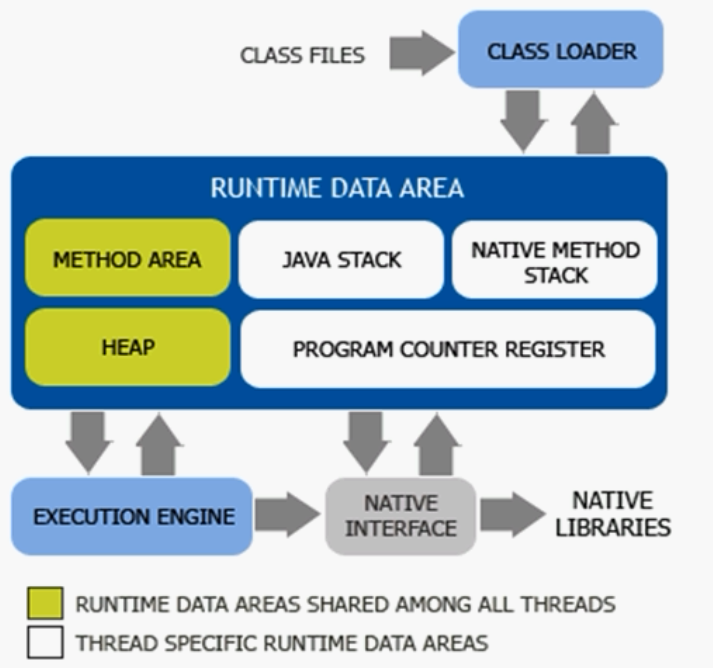 CLASS FILES
CLASS LOADER
RUNTIME DATA AREA
METHOD AREA
JAVA STACK
NATIVE METHOD
STACK
HEAP
PROGRAM COUNTER REGISTER
EXECUTION ENGINE
NATIVE
INTERFACE
NATIVE
LIBRARIES
RUNTIME DATA AREAS SHARED AMONG ALL THREADS
THREAD SPECIFIC RUNTIME DATA AREAS